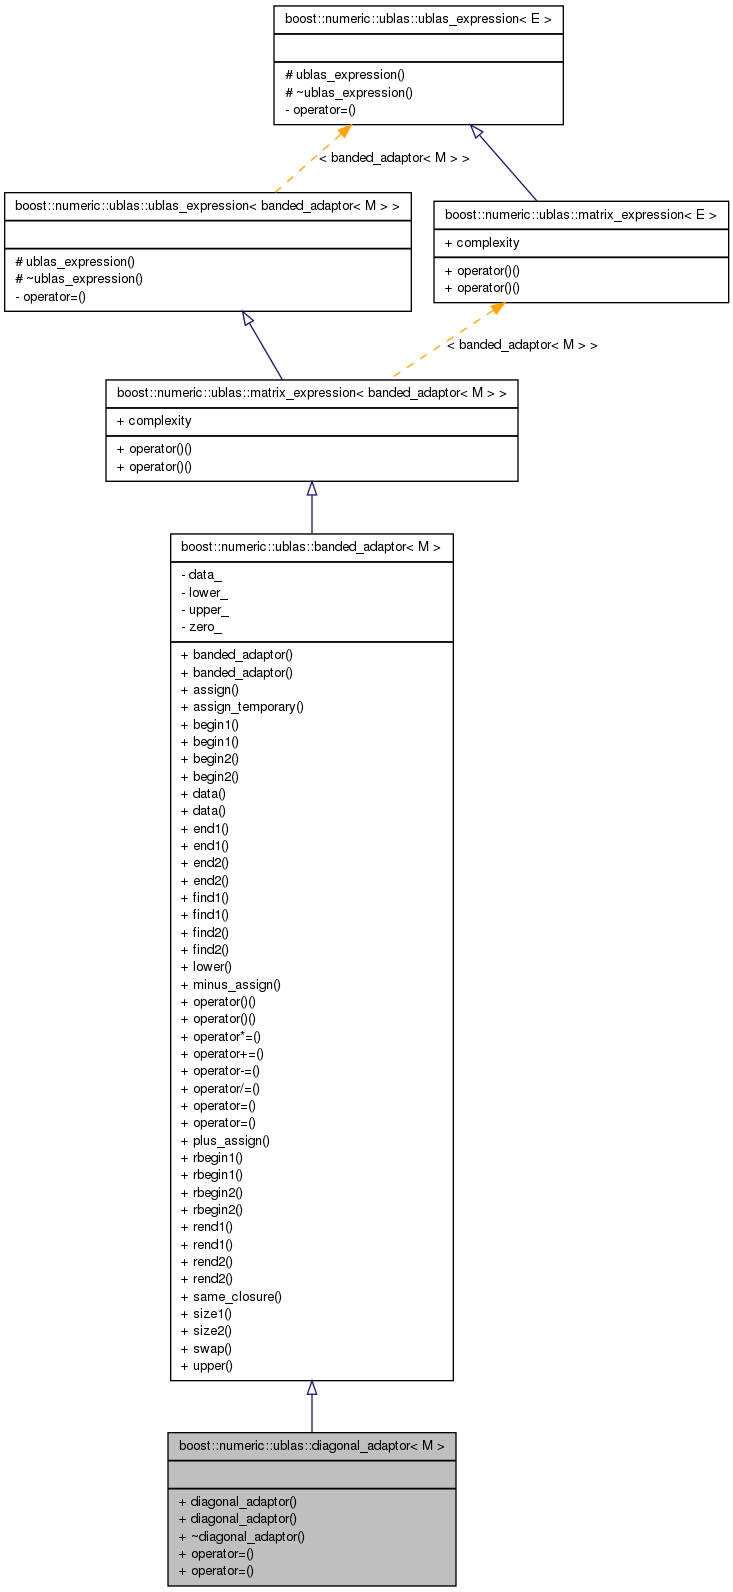 boost::numeric::ublas::ublas_expression< E >
# ublas_expression()
# ~ublas_expression()
- operator=()
< banded_adaptor< M > >
boost::numeric::ublas::ublas_expression< banded_adaptor< M > >
# ublas_expression()
# ~ublas_expression()
- operator=()
boost::numeric::ublas::matrix_expression< E >
+ complexity
+ operator()()
+ operator()()
< banded_adaptor< M > >
boost::numeric::ublas::matrix_expression< banded_adaptor< M > >
+ complexity
+ operator()()
+ operator()()
boost::numeric::ublas::banded_adaptor< M >
- data_
- lower_
- upper_
- zero_
+ banded_adaptor()
+ banded_adaptor()
+ assign()
+ assign_temporary()
+ begin1()
+ begin1()
+ begin2()
+ begin2()
+ data()
+ data()
+ end1()
+ end1()
+ end2()
+ end2()
+ find1()
+ find1()
+ find2()
+ find2()
+ lower()
+ minus_assign()
+ operator()()
+ operator()()
+ operator*=()
+ operator+=()
+ operator-=()
+ operator/=()
+ operator=()
+ operator=()
+ plus_assign()
+ rbegin1()
+ rbegin1()
+ rbegin2()
+ rbegin2()
+ rend1()
+ rend1()
+ rend2()
+ rend2()
+ same_closure()
+ size1()
+ size2()
+ swap()
+ upper()
boost::numeric::ublas::diagonal_adaptor< M >
+ diagonal_adaptor()
+ diagonal_adaptor()
+ ~diagonal_adaptor()
+ operator=()
+ operator=()